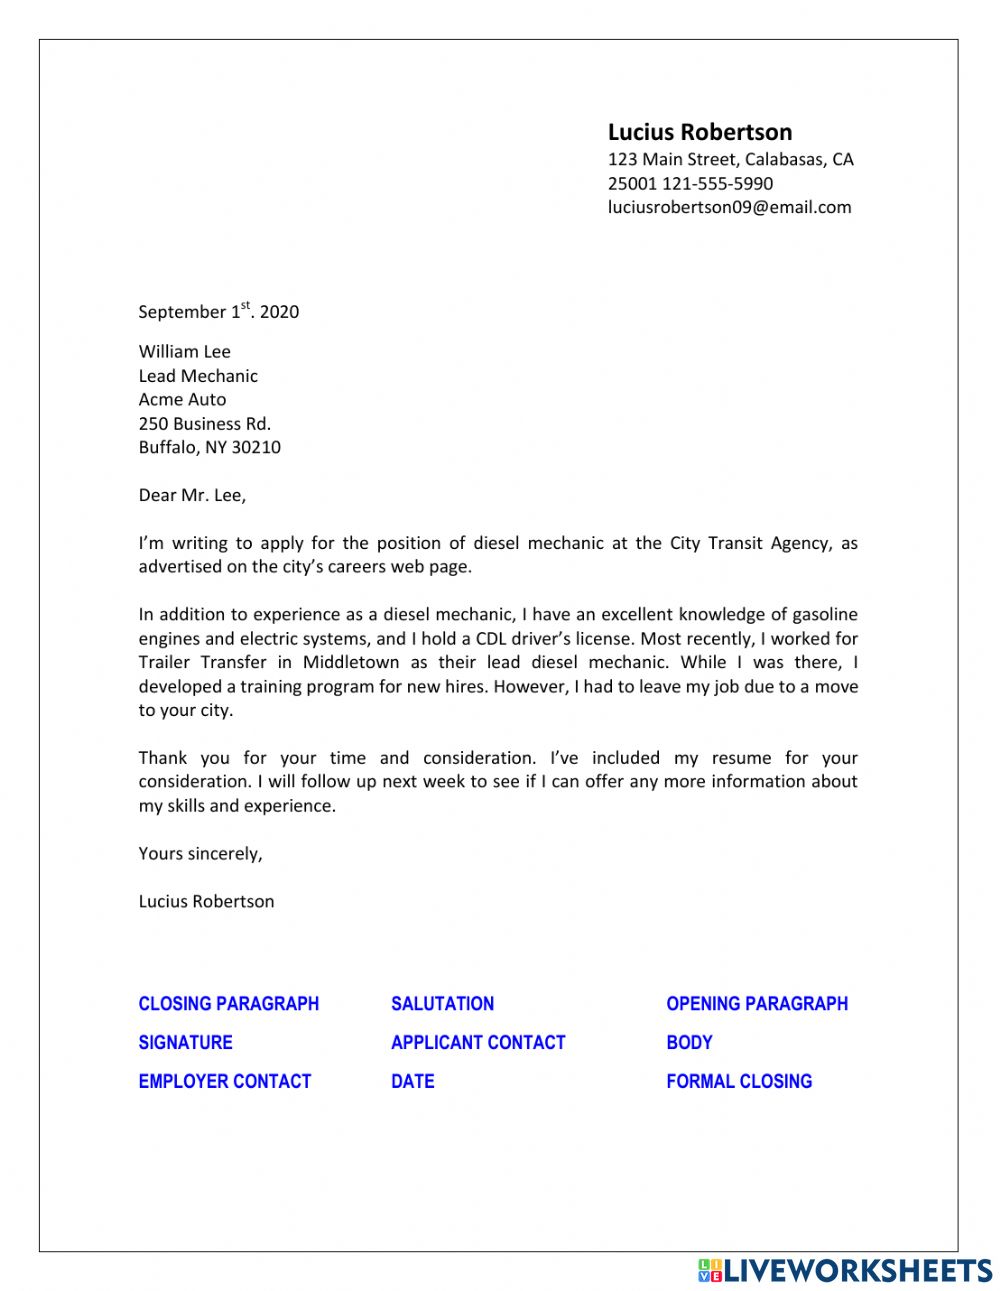 Lucius Robertson
123 Main Street, Calabasas, CA
25001 121-555-5990
luciusrobertson09@email.com
September 1st. 2020
William Lee
Lead Mechanic
Acme Auto
250 Business Rd.
Buffalo, NY 30210
Dear Mr. Lee,
I’m writing to apply for the position of diesel mechanic at the City Transit Agency, as
advertised on the city’s careers web page.
In addition to experience as a diesel mechanic, I have an excellent knowledge of gasoline
engines and electric systems, and I hold a CDL driver’s license. Most recently, I worked for
Trailer Transfer in Middletown as their lead diesel mechanic. While I was there, I
developed a training program for new hires. However, I had to leave my job due to a move
to your city.
Thank you for your time and consideration. I’ve included my resume for your
consideration. I will follow up next week to see if I can offer any more information about
my skills and experience.
Yours sincerely,
Lucius Robertson
CLOSING PARAGRAPH SALUTATION OPENING PARAGRAPH
SIGNATURE APPLICANT CONTACT BODY
EMPLOYER CONTACT DATE FORMAL CLOSING
LIVE LIVEWORKSHEETS